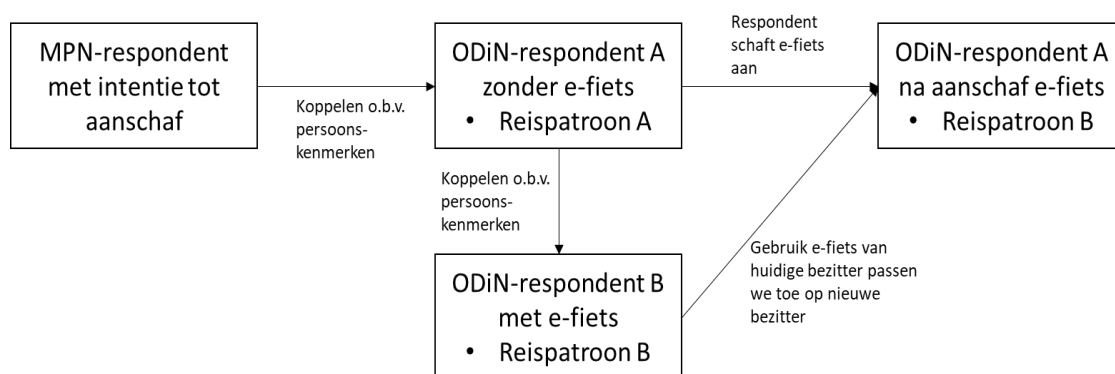 MPN-respondent
met intentie tot
aanschaf
Koppelen o.b.v.
persoons-
kenmerken
ODiN-respondent A
zonder e-fiets
• Reispatroon A
Respondent
schaft e-fiets
aan
ODiN-respondent A
na aanschaf e-fiets
• Reispatroon B
Koppelen o.b.v.
persoons-
kenmerken
ODiN-respondent B
met e-fiets
• Reispatroon B
Gebruik e-fiets van
huidige bezitter passen
we toe op nieuwe
bezitter